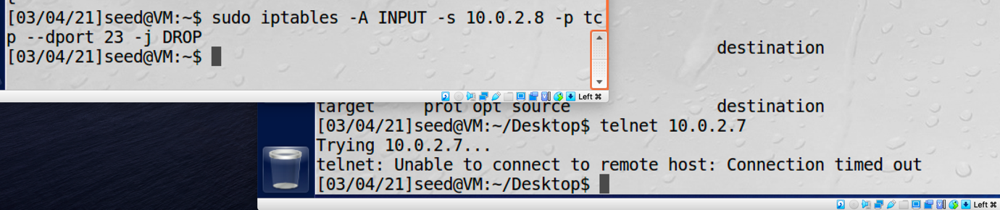 [03/04/21]seed@VM:~$ sudo iptables -A INPUT -s 10.0.2.8 -p tc
p --dport 23 -j DROP
[03/04/21]seed@VM:~$
Left ⌘
destination
target prot opt source destination
[03/04/21]seed@VM:~/Desktop$ telnet 10.0.2.7
Trying 10.0.2.7...
telnet: Unable to connect to remote host: Connection timed out
[03/04/21]seed@VM:~/Desktop$
Left ⌘